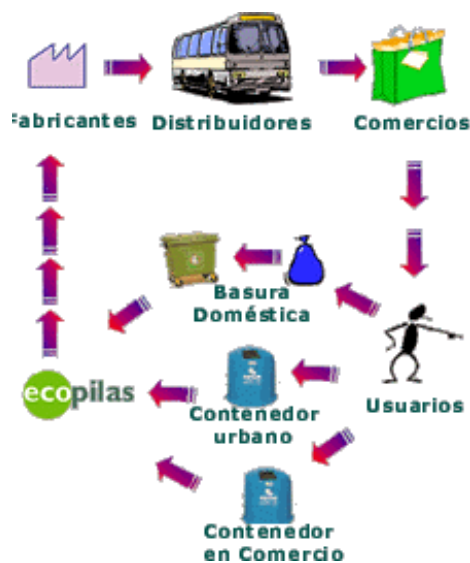 Fabricantes
Distribuidores
Comercios
Basura
Doméstica
Usuarios
ecopilas
Contenedor
urbano
Contenedor
en Comercio